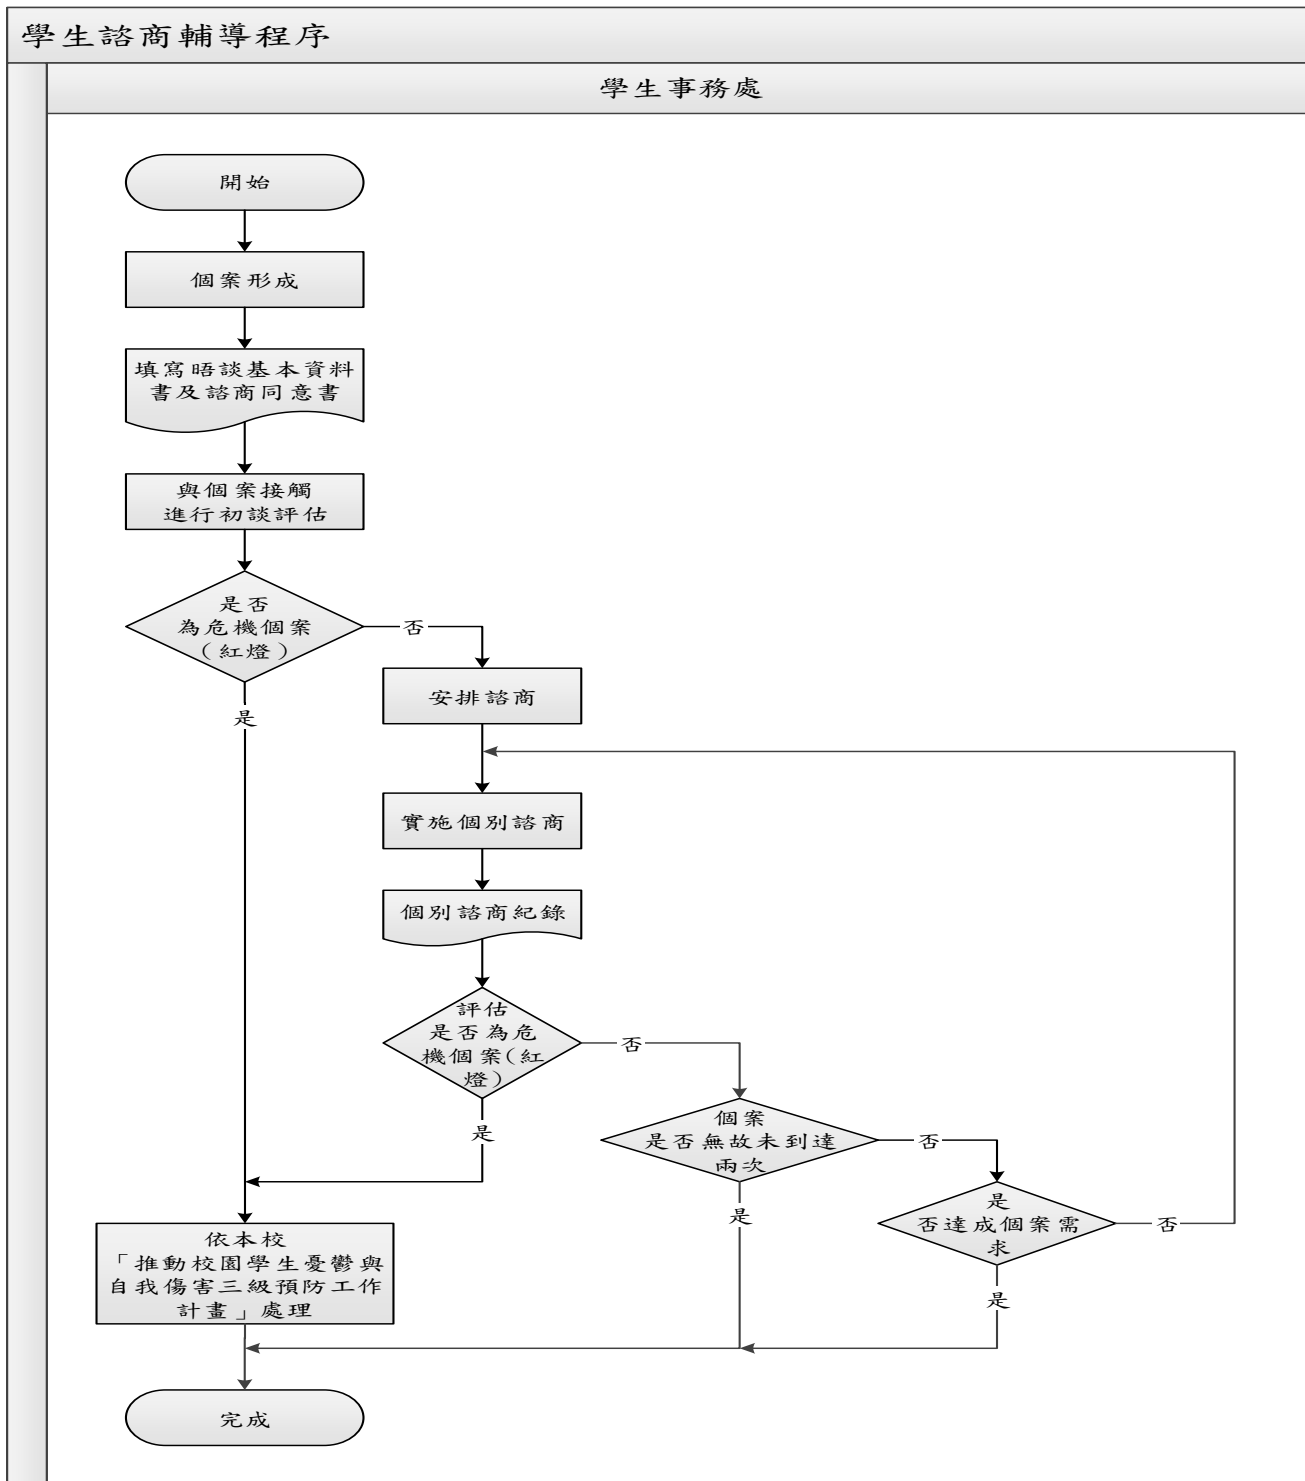 學生諮商輔導程序
學生事務處
開始
個案形成
填寫晤談基本資料
書及諮商同意書
與個案接觸
進行初談評估
是否
為危機個案
（紅燈）
否
是
安排諮商
實施個別諮商
個別諮商紀錄
評估
是否為危
機個案（紅
燈）
否
是
個案
是否無故未到達
兩次
否
是
是
否達成個案需
求
否
是
依本校
「推動校園學生憂鬱與
自我傷害三級預防工作
計畫」處理
完成